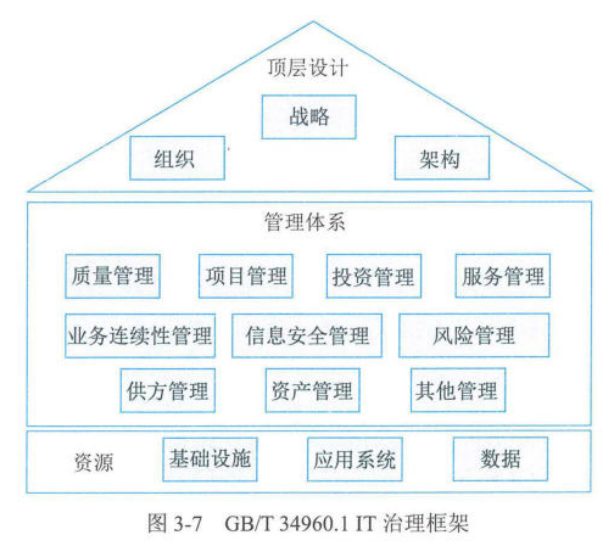 顶层设计
战略
组织 架构
管理体系
质量管理 项目管理 投资管理 服务管理
业务连续性管理 信息安全管理 风险管理
供方管理 资产管理 其他管理
资源 基础设施 应用系统 数据
图 3-7 GB/T 34960.1 IT 治理框架